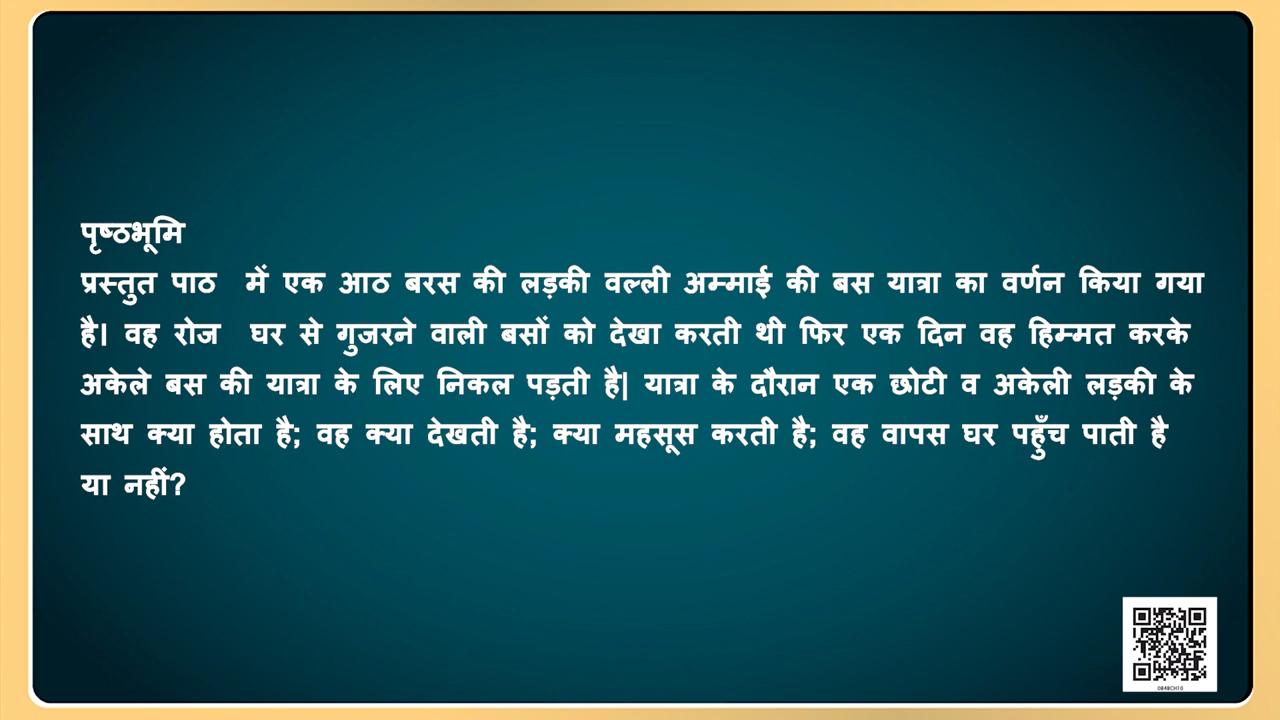 पृष्ठभूमि
प्रस्तुत पाठ में एक आठ बरस की लड़की वल्ली अम्माई की बस यात्रा का वर्णन किया गया
है। वह रोज घर से गुजरने वाली बसों को देखा करती थी फिर एक दिन वह हिम्मत करके
अकेले बस की यात्रा के लिए निकल पड़ती है| यात्रा के दौरान एक छोटी व अकेली लड़की के
साथ क्या होता है; वह क्या देखती है; क्या महसूस करती है; वह वापस घर पहुँच पाती है
या नहीं?
0848CH10